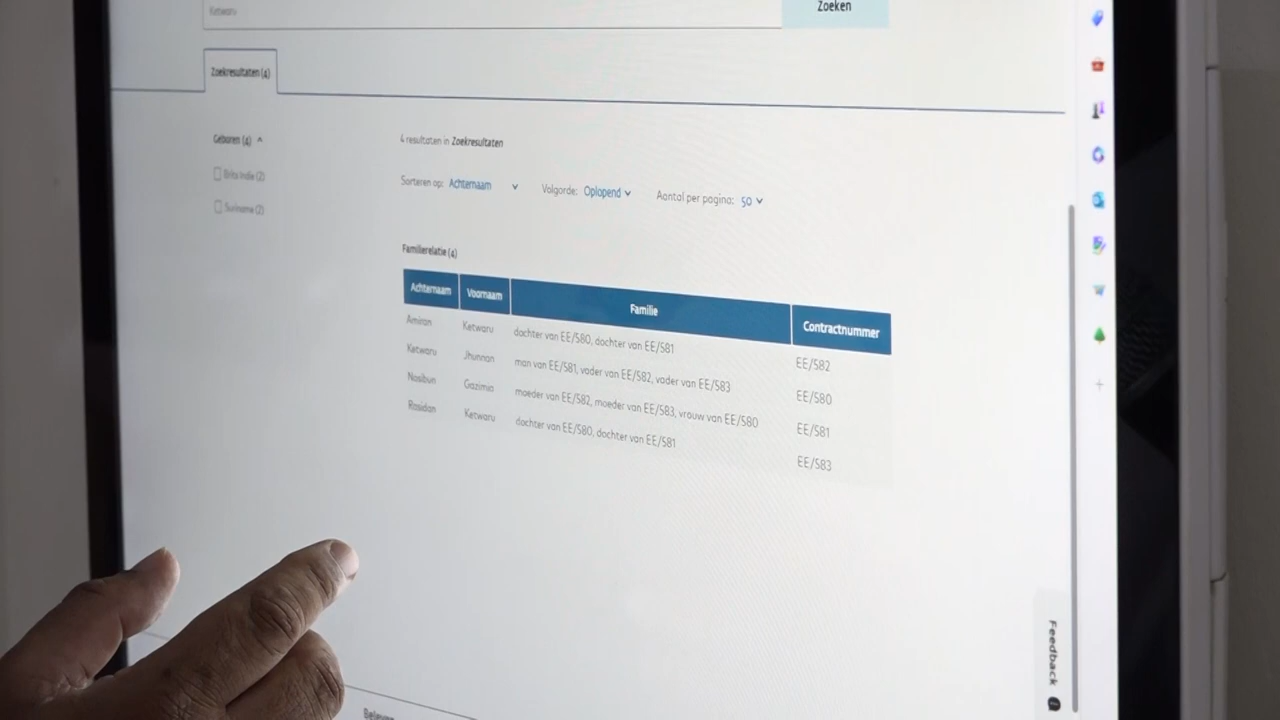 Ketwaru
Zoeken
Zoekresultaten (4)
Geboren (4)
Brits Indie (2)
Suriname (2)
4 resultaten in Zoekresultaten
Sorteren op: Achternaam Volgorde: Oplopend Aantal per pagina: 50
Familierelatie (4)
Achternaam Voornaam Familie Contractnummer
Amiran Ketwaru dochter van EE/580, dochter van EE/581 EE/582
Ketwaru Jhunnan man van EE/581, vader van EE/582, vader van EE/583 EE/580
Nasibun Gazimia moeder van EE/582, moeder van EE/583, vrouw van EE/580 EE/581
Rosidan Ketwaru dochter van EE/580, dochter van EE/581 EE/583
Feedback